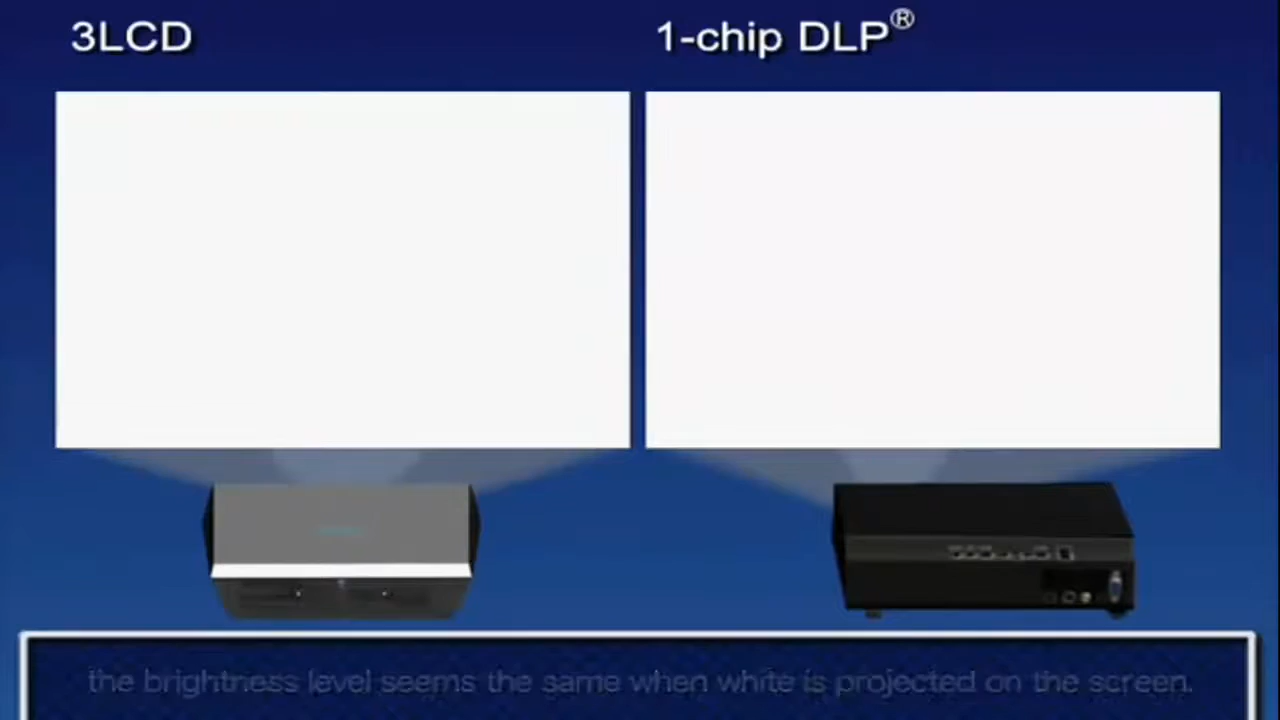 3LCD
1-chip DLP®
the brightness level seems the same when white is projected on the screen.